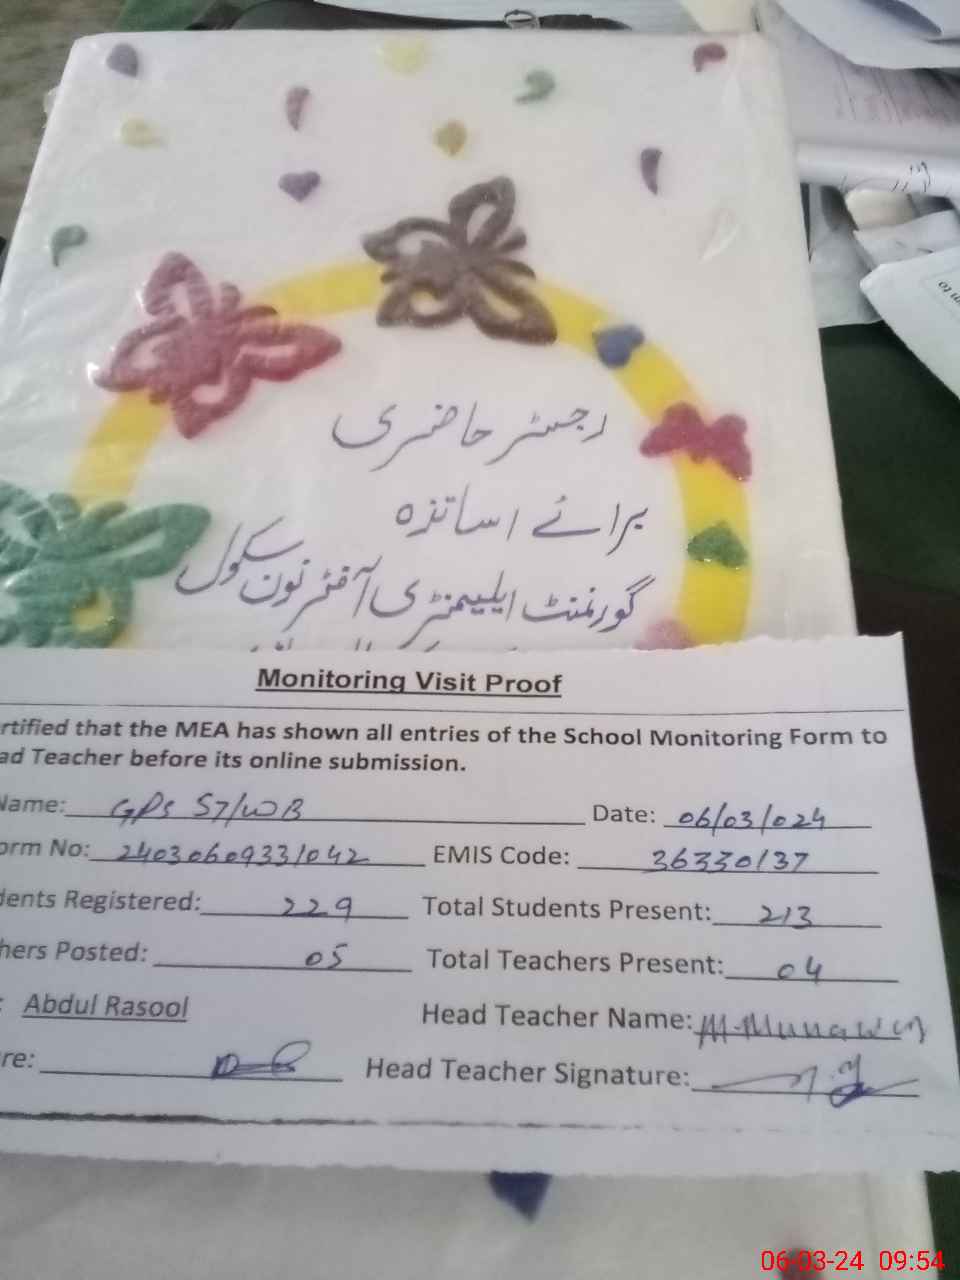 رجسٹر حاضری
برائے اساتذہ
گورنمنٹ ایلیمنٹری آفٹر نون سکول
Monitoring Visit Proof
rtified that the MEA has shown all entries of the School Monitoring Form to
ad Teacher before its online submission.
Name: GPS 57/WB Date: 06/03/024
orm No: 24030609331042 EMIS Code: 36330137
dents Registered: 229 Total Students Present: 213
hers Posted: 05 Total Teachers Present: 04
: Abdul Rasool Head Teacher Name: M.Munawar
re: Head Teacher Signature:
06-03-24 09:54